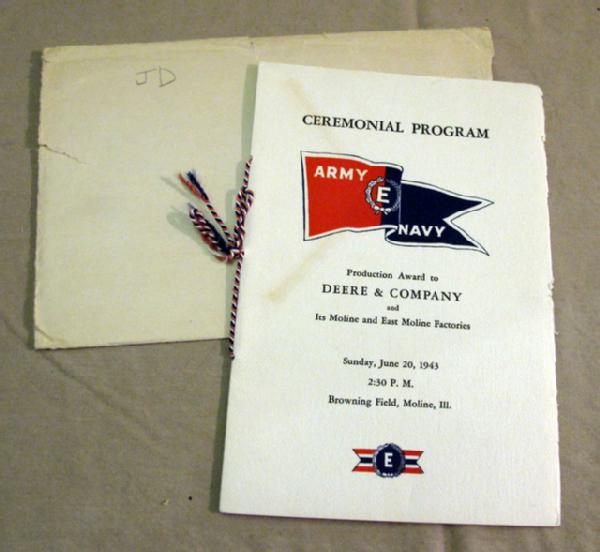 JD
CEREMONIAL PROGRAM
ARMY
E
NAVY
Production Award to
DEERE & COMPANY
and
Its Moline and East Moline Factories
Sunday, June 20, 1943
2:30 P. M.
Browning Field, Moline, Ill.
E